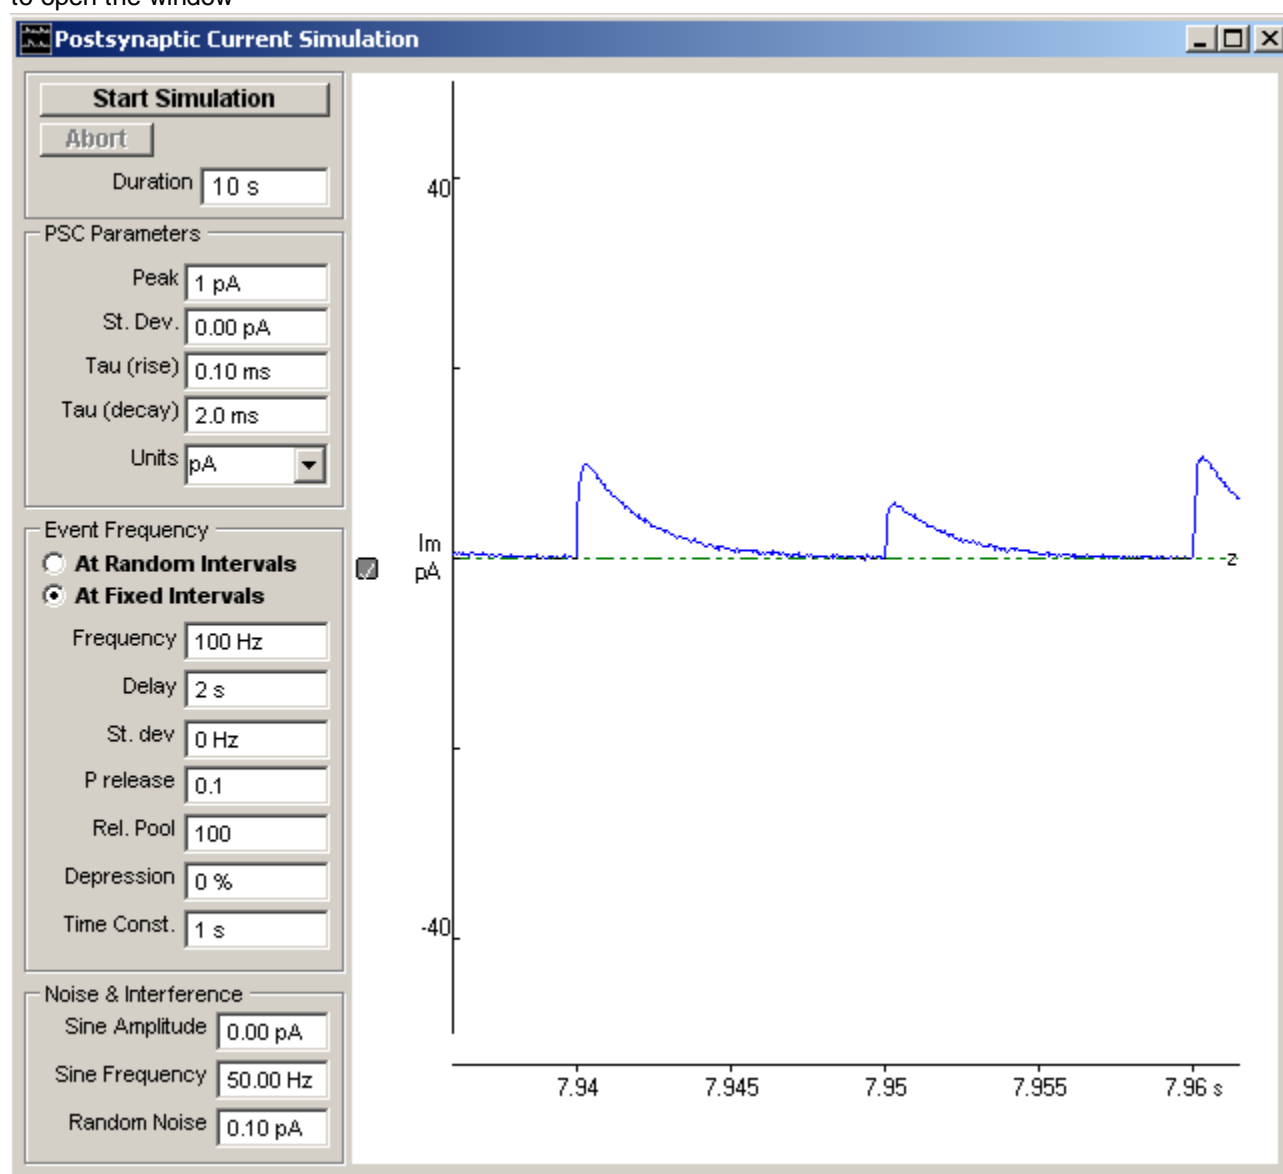 to open the window
Postsynaptic Current Simulation
Start Simulation
Abort
Duration 10 s
PSC Parameters
Peak 1 pA
St. Dev. 0.00 pA
Tau (rise) 0.10 ms
Tau (decay) 2.0 ms
Units pA
Event Frequency
At Random Intervals
At Fixed Intervals
Frequency 100 Hz
Delay 2 s
St. dev 0 Hz
P release 0.1
Rel. Pool 100
Depression 0 %
Time Const. 1 s
Noise & Interference
Sine Amplitude 0.00 pA
Sine Frequency 50.00 Hz
Random Noise 0.10 pA
40
Im
pA
-z-
-40
7.94 7.945 7.95 7.955 7.96 s